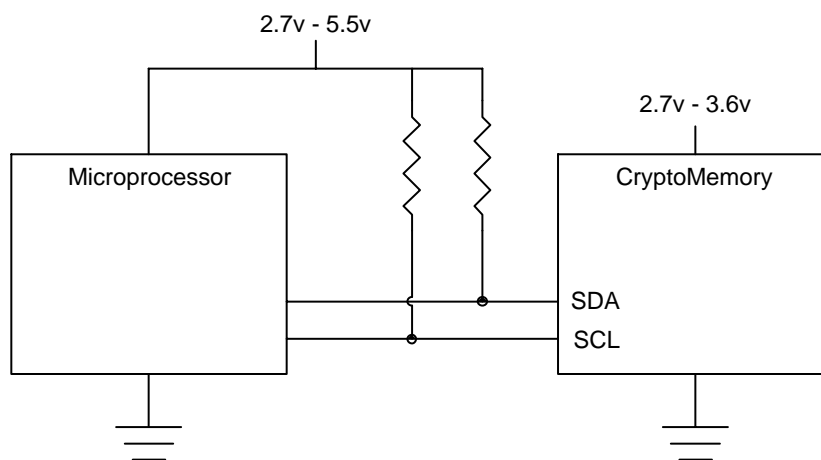 2.7v - 5.5v
2.7v - 3.6v
Microprocessor
CryptoMemory
SDA
SCL